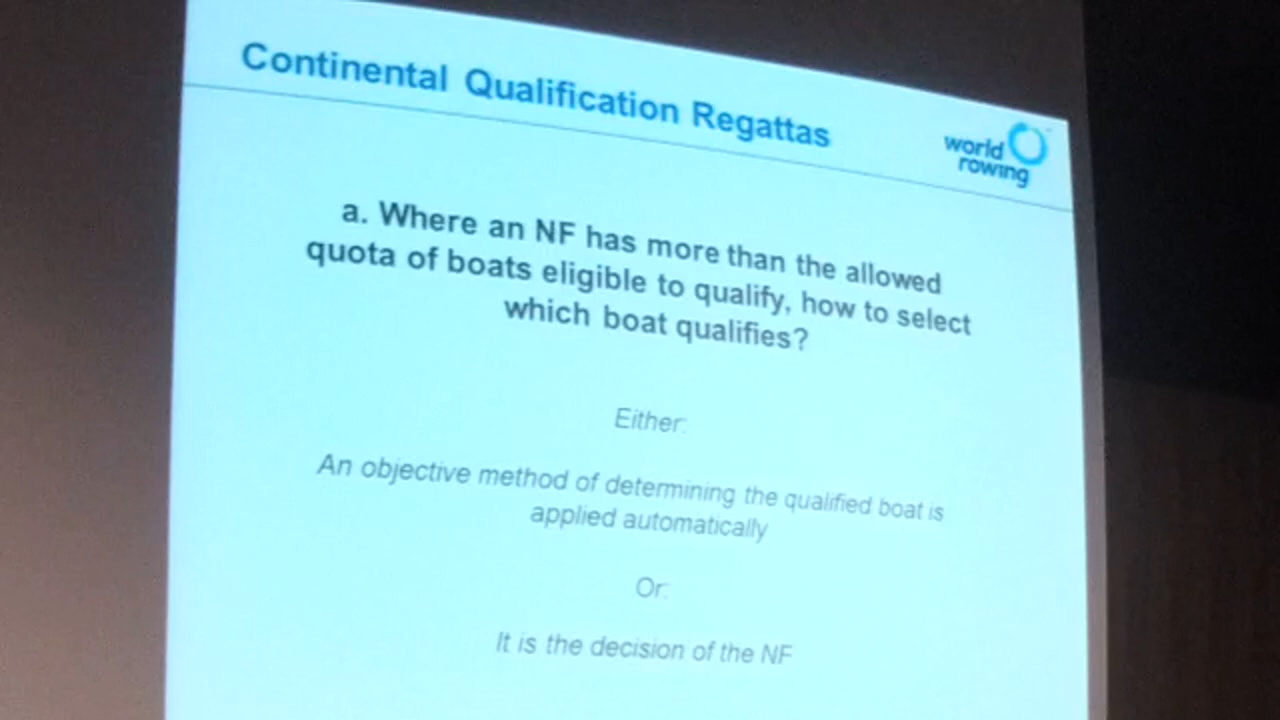 Continental Qualification Regattas
world
rowing
a. Where an NF has more than the allowed
quota of boats eligible to qualify, how to select
which boat qualifies?
Either:
An objective method of determining the qualified boat is
applied automatically
Or:
It is the decision of the NF